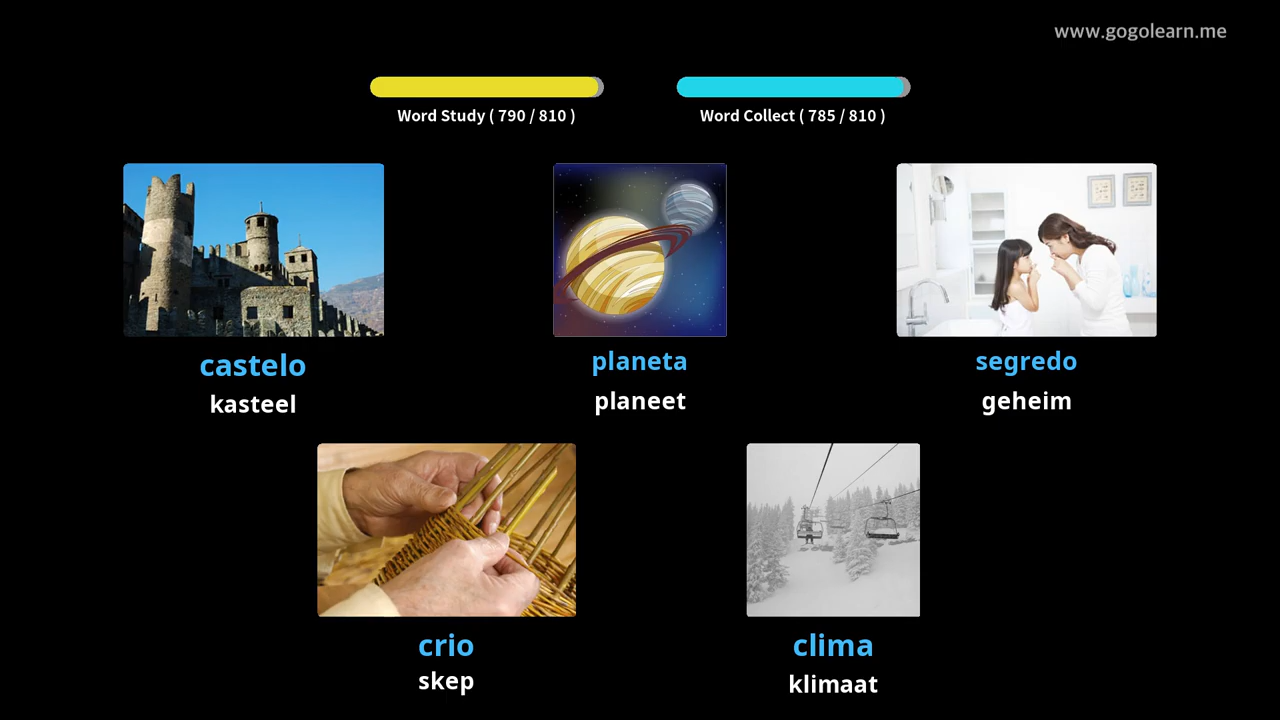 www.gogolearn.me
Word Study ( 790 / 810 )
Word Collect ( 785 / 810 )
castelo
kasteel
planeta
planeet
segredo
geheim
crio
skep
clima
klimaat